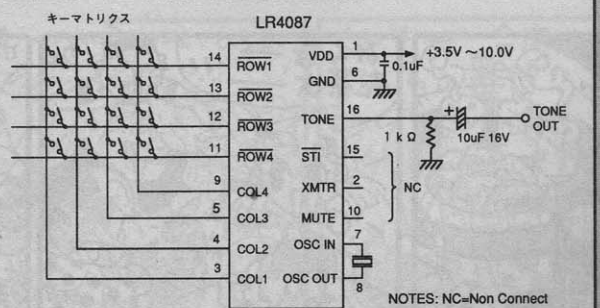 キーマトリクス
LR4087
14 ROW1
13 ROW2
12 ROW3
11 ROW4
9 COL4
5 COL3
4 COL2
3 COL1
VDD 1
+3.5V ～10.0V
0.1uF
GND 6
TONE 16
+
TONE OUT
1 kΩ
10uF 16V
STI 15
XMTR 2
NC
MUTE 10
OSC IN 7
OSC OUT 8
NOTES: NC=Non Connect